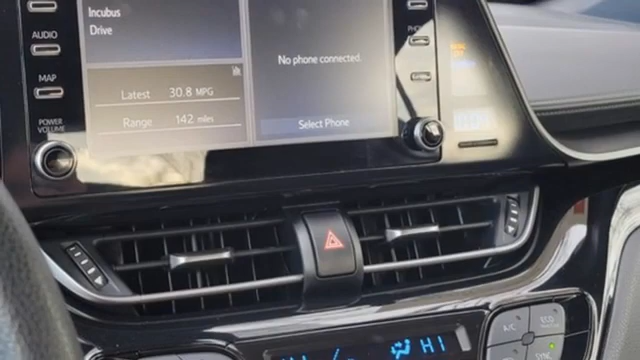 Incubus
Drive
AUDIO
MAP
POWER
VOLUME
Latest 30.8 MPG
Range 142 miles
No phone connected.
Select Phone
HI
A/C
SYNC